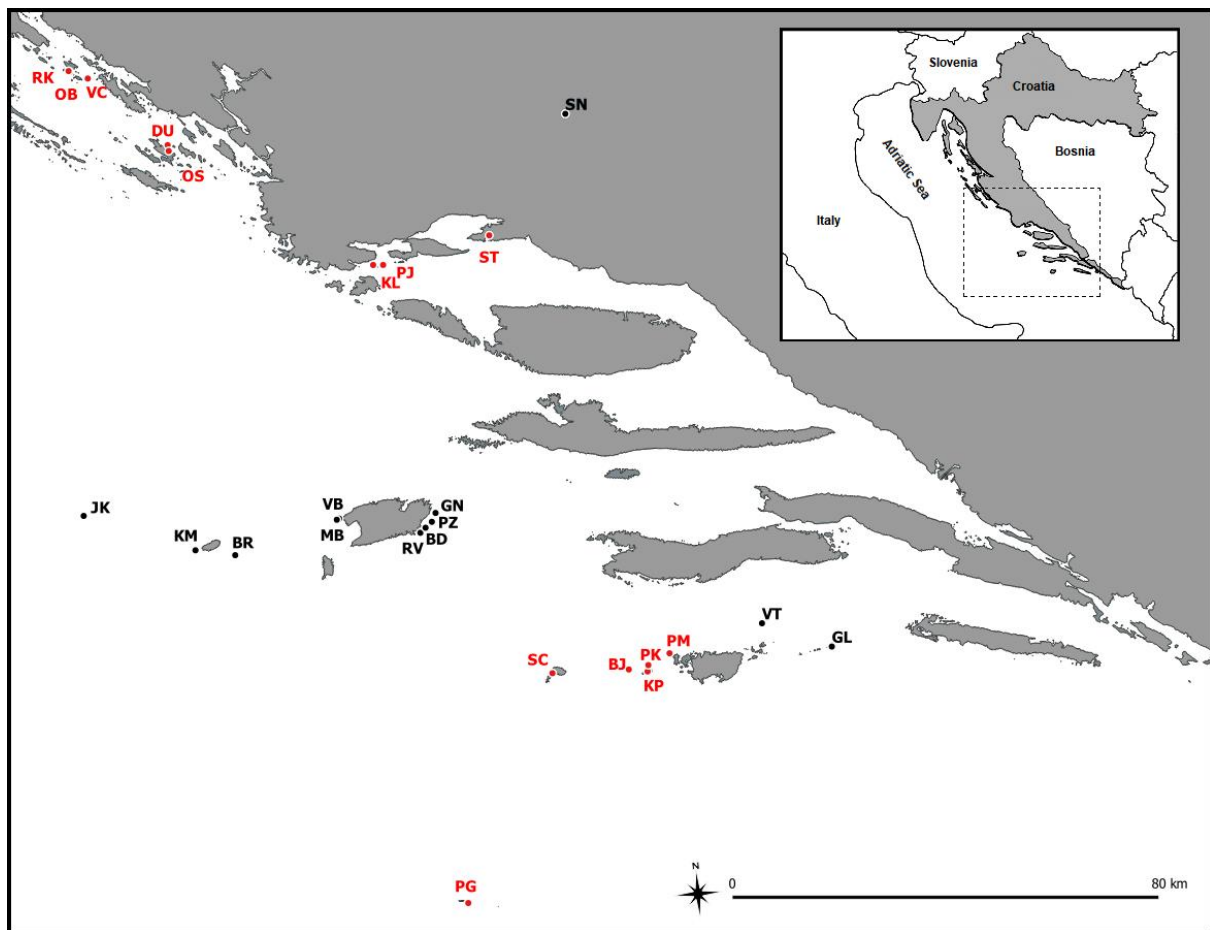 Slovenia
Croatia
Bosnia
Adriatic Sea
Italy
RK
OB
VC
SN
DU
OS
ST
PJ
KL
JK
VB
GN
KM
BR
MB
PZ
BD
RV
VT
GL
SC
BJ
PK
PM
KP
PG
N
0
80 km